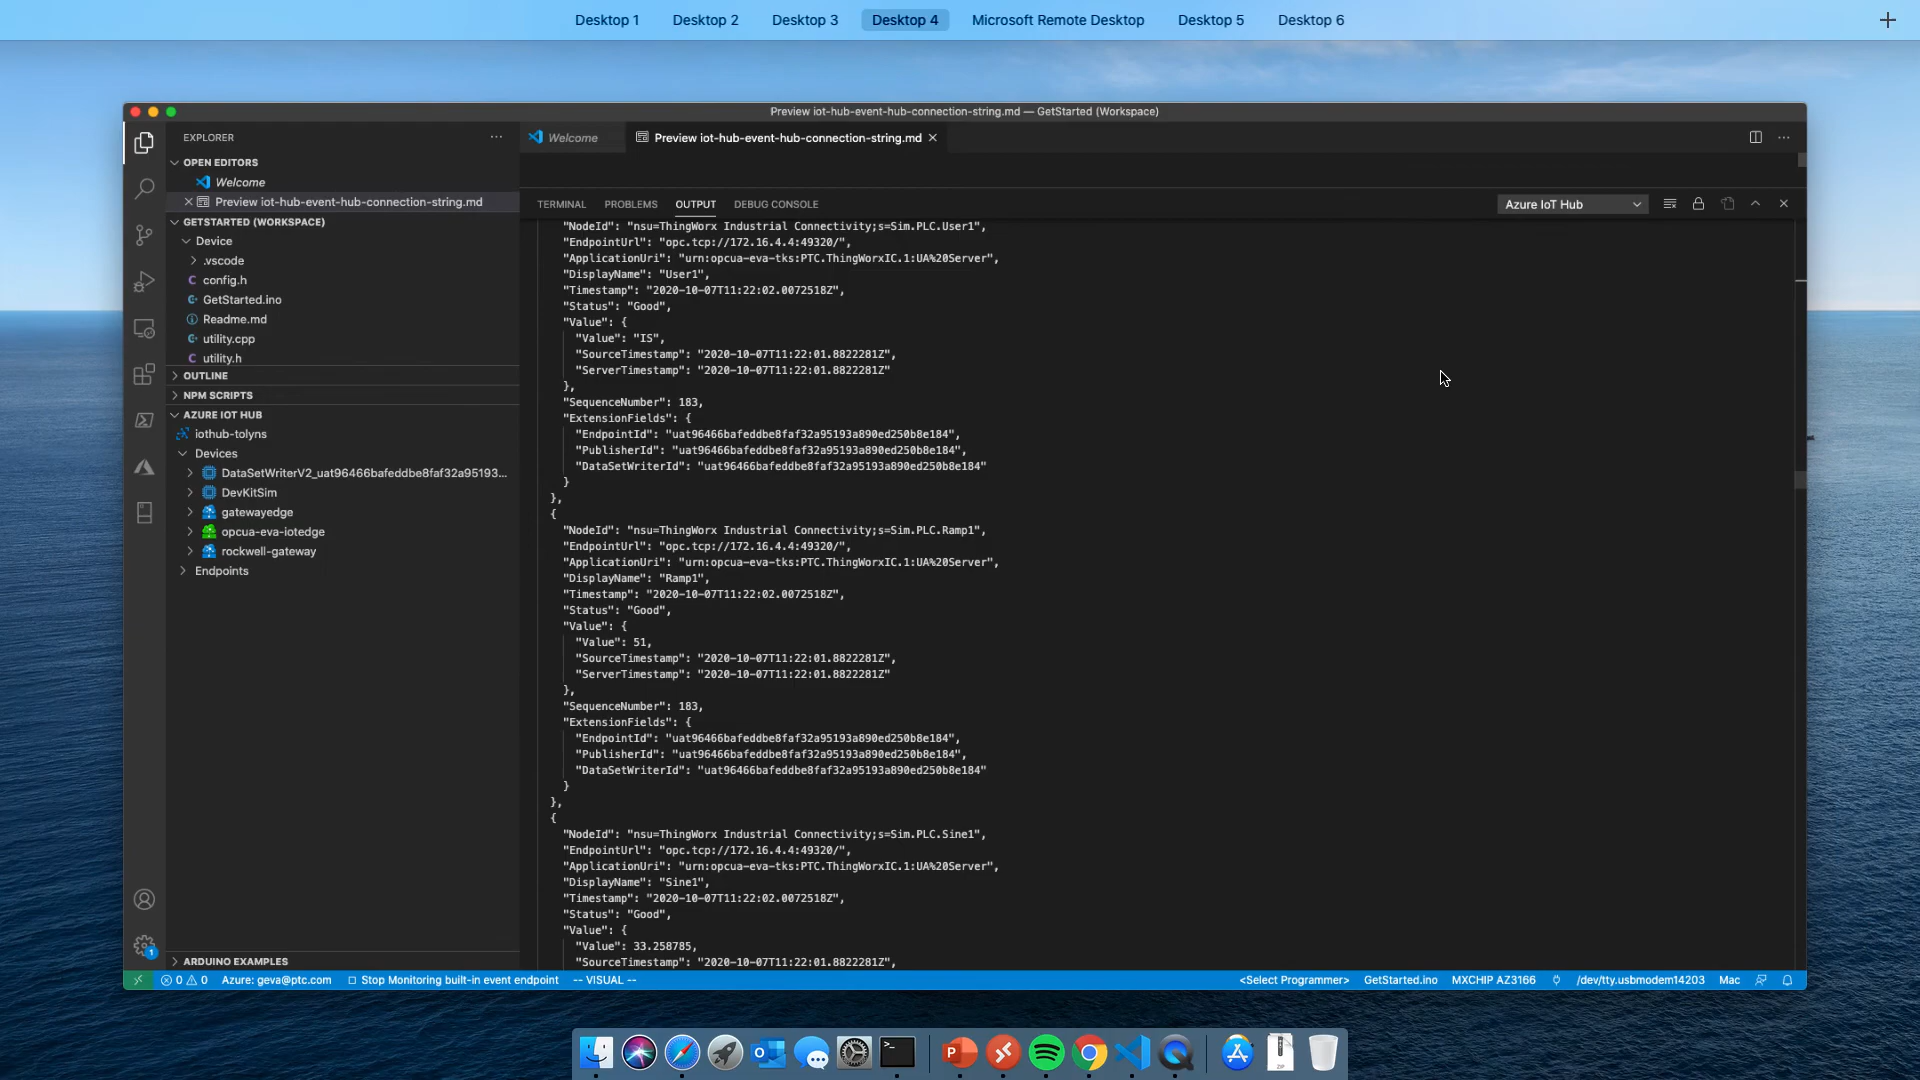 Desktop 1
Desktop 2
Desktop 3
Desktop 4
Microsoft Remote Desktop
Desktop 5
Desktop 6
Preview iot-hub-event-hub-connection-string.md — GetStarted (Workspace)
EXPLORER
OPEN EDITORS
Welcome
Preview iot-hub-event-hub-connection-string.md
GETSTARTED (WORKSPACE)
Device
.vscode
config.h
GetStarted.ino
Readme.md
utility.cpp
utility.h
OUTLINE
NPM SCRIPTS
AZURE IOT HUB
iothub-tolyns
Devices
DataSetWriterV2_uat96466bafeddbe8faf32a95193...
DevKitSim
gatewayedge
opcua-eva-iotedge
rockwell-gateway
Endpoints
ARDUINO EXAMPLES
Welcome
Preview iot-hub-event-hub-connection-string.md
TERMINAL
PROBLEMS
OUTPUT
DEBUG CONSOLE
Azure IoT Hub
"NodeId": "nsu=ThingWorx Industrial Connectivity;s=Sim.PLC.User1",
"EndpointUrl": "opc.tcp://172.16.4.4:49320/",
"ApplicationUri": "urn:opcua-eva-tks:PTC.ThingWorxIC.1:UA%20Server",
"DisplayName": "User1",
"Timestamp": "2020-10-07T11:22:02.0072518Z",
"Status": "Good",
"Value": {
"Value": "IS",
"SourceTimestamp": "2020-10-07T11:22:01.8822281Z",
"ServerTimestamp": "2020-10-07T11:22:01.8822281Z"
},
"SequenceNumber": 183,
"ExtensionFields": {
"EndpointId": "uat96466bafeddbe8faf32a95193a890ed250b8e184",
"PublisherId": "uat96466bafeddbe8faf32a95193a890ed250b8e184",
"DataSetWriterId": "uat96466bafeddbe8faf32a95193a890ed250b8e184"
}
},
{
"NodeId": "nsu=ThingWorx Industrial Connectivity;s=Sim.PLC.Ramp1",
"EndpointUrl": "opc.tcp://172.16.4.4:49320/",
"ApplicationUri": "urn:opcua-eva-tks:PTC.ThingWorxIC.1:UA%20Server",
"DisplayName": "Ramp1",
"Timestamp": "2020-10-07T11:22:02.0072518Z",
"Status": "Good",
"Value": {
"Value": 51,
"SourceTimestamp": "2020-10-07T11:22:01.8822281Z",
"ServerTimestamp": "2020-10-07T11:22:01.8822281Z"
},
"SequenceNumber": 183,
"ExtensionFields": {
"EndpointId": "uat96466bafeddbe8faf32a95193a890ed250b8e184",
"PublisherId": "uat96466bafeddbe8faf32a95193a890ed250b8e184",
"DataSetWriterId": "uat96466bafeddbe8faf32a95193a890ed250b8e184"
}
},
{
"NodeId": "nsu=ThingWorx Industrial Connectivity;s=Sim.PLC.Sine1",
"EndpointUrl": "opc.tcp://172.16.4.4:49320/",
"ApplicationUri": "urn:opcua-eva-tks:PTC.ThingWorxIC.1:UA%20Server",
"DisplayName": "Sine1",
"Timestamp": "2020-10-07T11:22:02.0072518Z",
"Status": "Good",
"Value": {
"Value": 33.258785,
"SourceTimestamp": "2020-10-07T11:22:01.8822281Z",
1
0 0
Azure: geva@ptc.com
Stop Monitoring built-in event endpoint
-- VISUAL --
<Select Programmer>
GetStarted.ino
MXCHIP AZ3166
/dev/tty.usbmodem14203
Mac